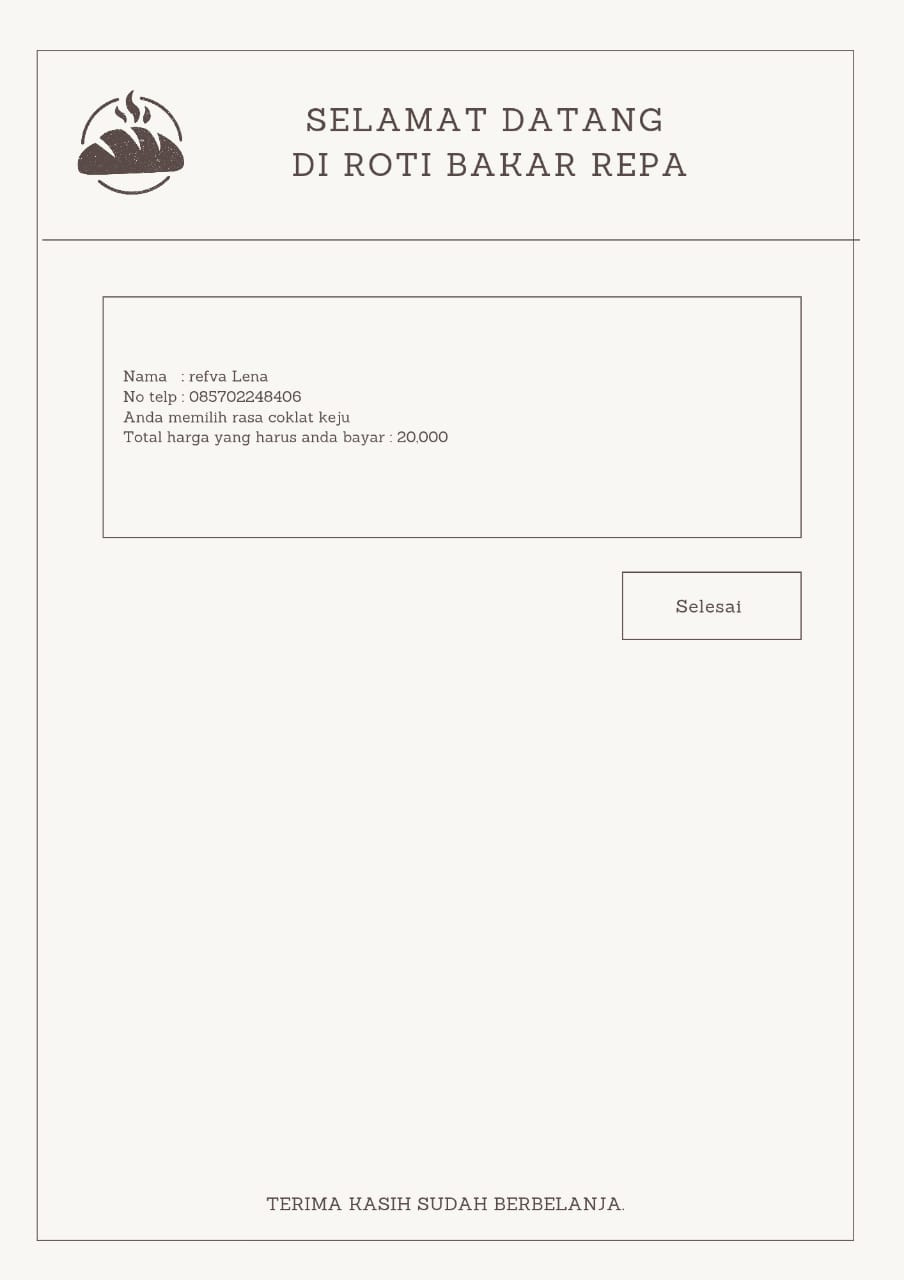 SELAMAT DATANG
DI ROTI BAKAR REPA
Nama : refva Lena
No telp : 085702248406
Anda memilih rasa coklat keju
Total harga yang harus anda bayar : 20,000
Selesai
TERIMA KASIH SUDAH BERBELANJA.